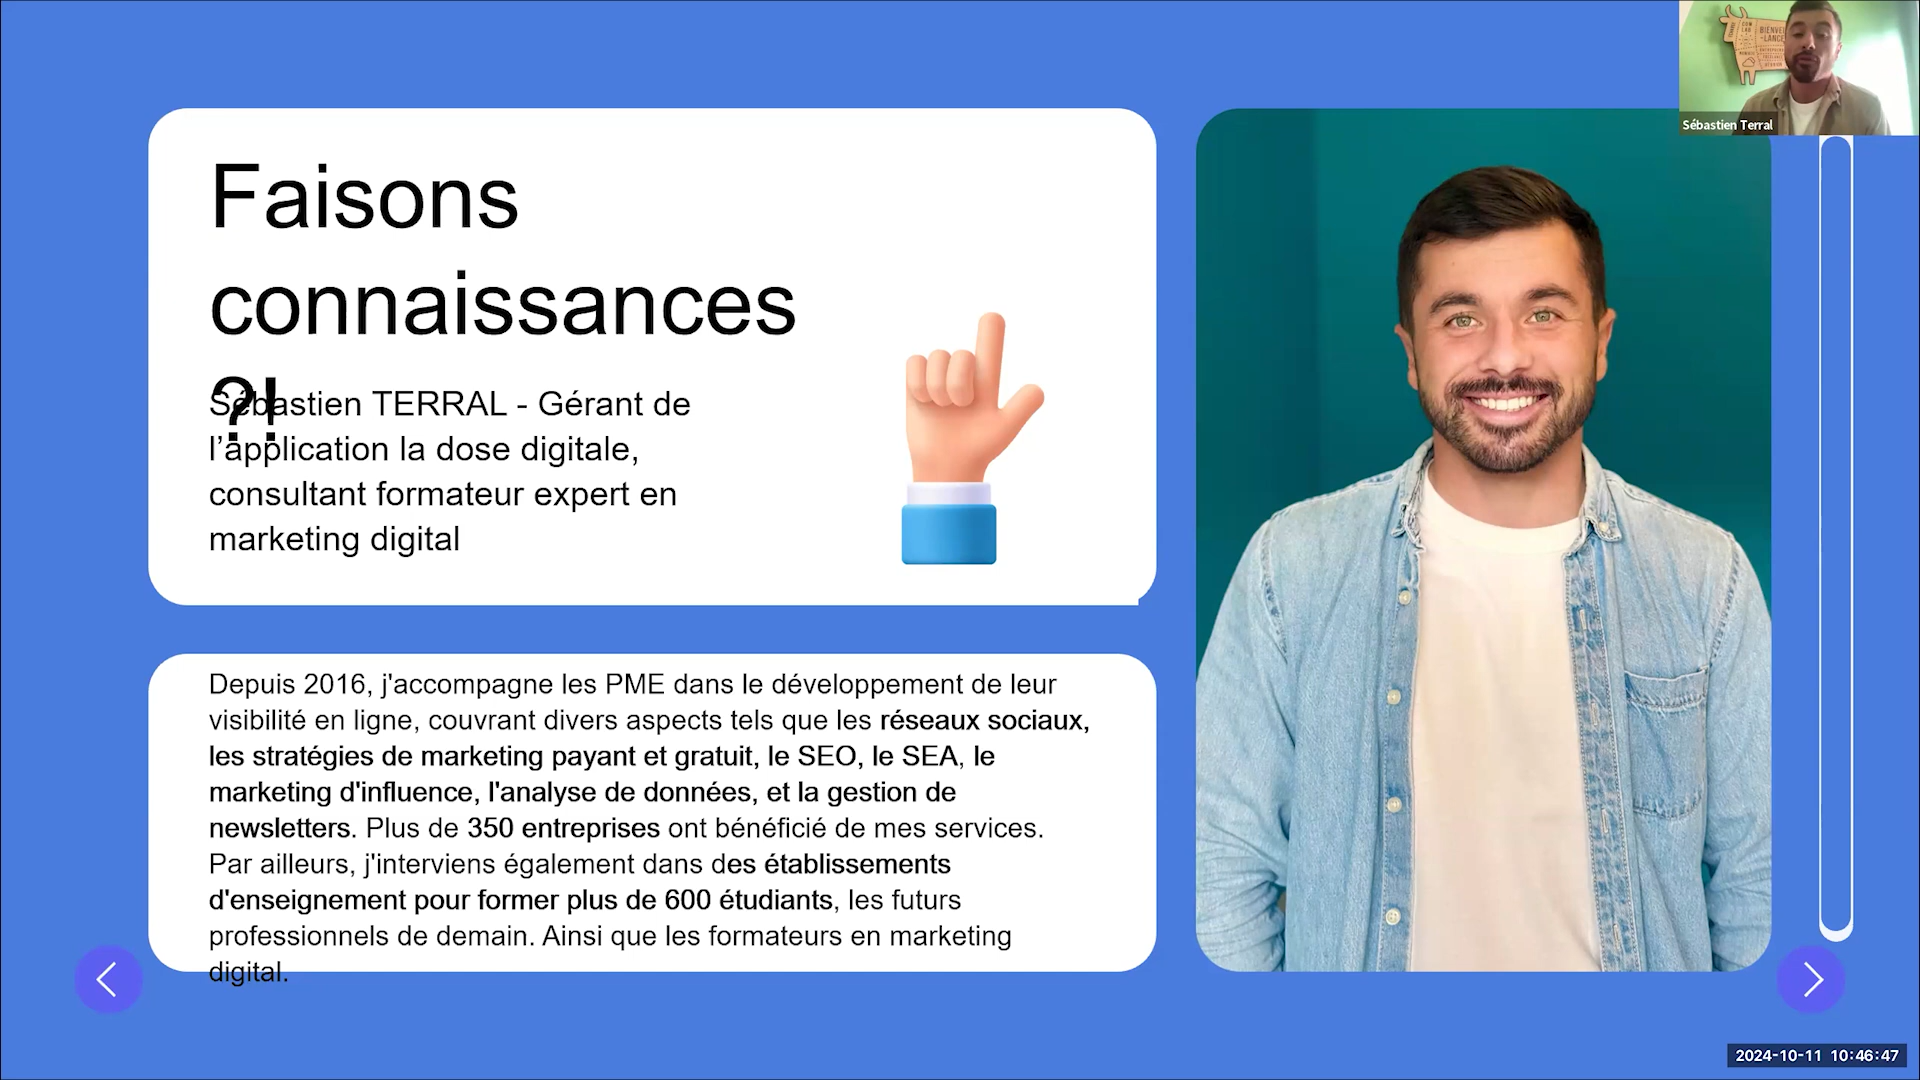 Faisons
connaissances
?!
Sébastien TERRAL - Gérant de
l’application la dose digitale,
consultant formateur expert en
marketing digital
Depuis 2016, j'accompagne les PME dans le développement de leur
visibilité en ligne, couvrant divers aspects tels que les réseaux sociaux,
les stratégies de marketing payant et gratuit, le SEO, le SEA, le
marketing d'influence, l'analyse de données, et la gestion de
newsletters. Plus de 350 entreprises ont bénéficié de mes services.
Par ailleurs, j'interviens également dans des établissements
d'enseignement pour former plus de 600 étudiants, les futurs
professionnels de demain. Ainsi que les formateurs en marketing
digital.
Sébastien Terral
2024-10-11 10:46:47